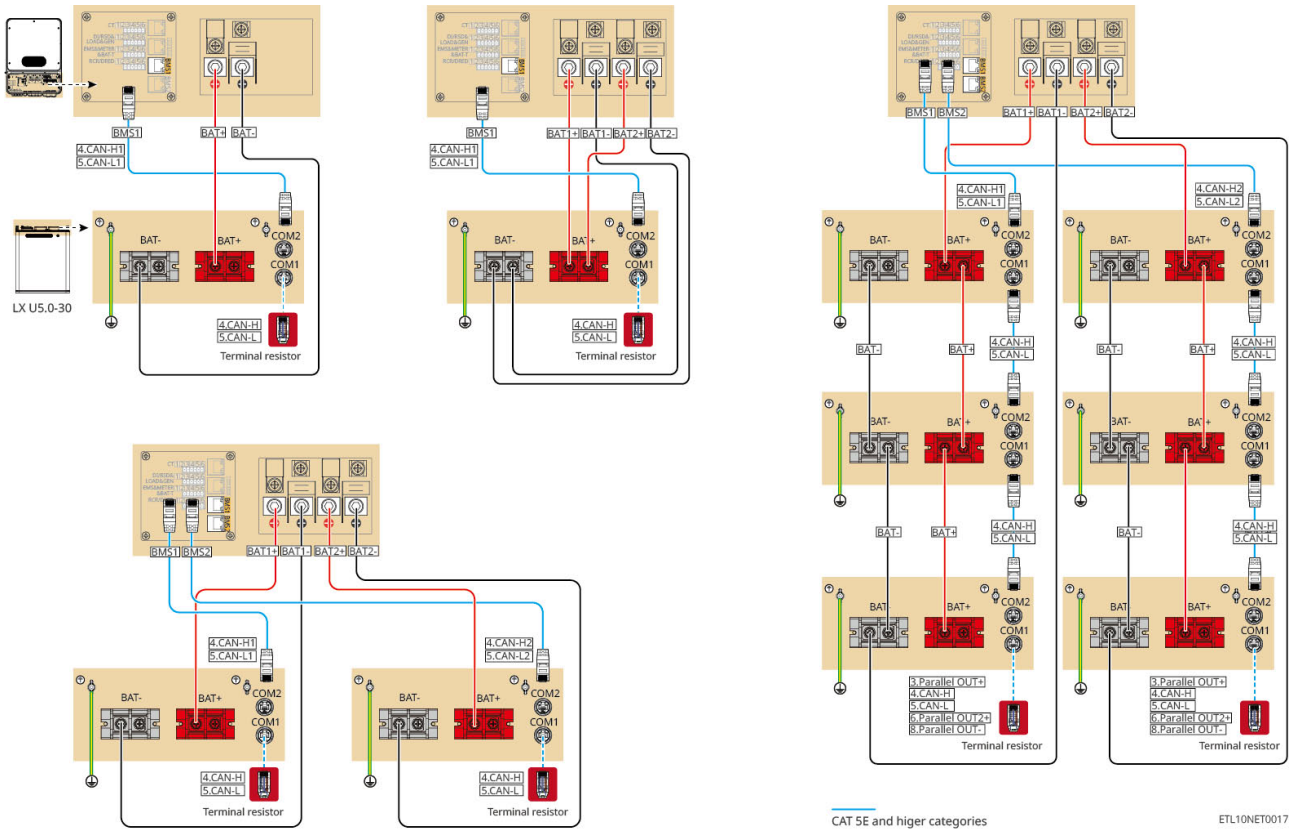 BMS1
BAT+
BAT-
4.CAN-H1
5.CAN-L1
BAT-
BAT+
COM2
COM1
LX U5.0-30
4.CAN-H
5.CAN-L
Terminal resistor
BMS1
BMS1
BAT1+
BAT1-
BAT2+
BAT2-
4.CAN-H1
5.CAN-L1
BAT-
BAT+
COM2
COM1
4.CAN-H
5.CAN-L
Terminal resistor
BMS1
BMS2
BMS1
BMS2
BAT1+
BAT1-
BAT2+
BAT2-
4.CAN-H1
5.CAN-L1
4.CAN-H2
5.CAN-L2
BAT-
BAT+
COM2
COM1
BAT-
BAT+
COM2
COM1
4.CAN-H
5.CAN-L
Terminal resistor
4.CAN-H
5.CAN-L
Terminal resistor
BMS1
BMS2
BMS1
BMS2
BAT1+
BAT1-
BAT2+
BAT2-
4.CAN-H1
5.CAN-L1
4.CAN-H2
5.CAN-L2
BAT-
BAT+
COM2
COM1
BAT-
BAT+
COM2
COM1
BAT-
BAT+
4.CAN-H
5.CAN-L
BAT-
BAT+
4.CAN-H
5.CAN-L
BAT-
BAT+
COM2
COM1
BAT-
BAT+
COM2
COM1
BAT-
BAT+
4.CAN-H
5.CAN-L
BAT-
BAT+
4.CAN-H
5.CAN-L
BAT-
BAT+
COM2
COM1
BAT-
BAT+
COM2
COM1
3.Parallel OUT+
4.CAN-H
5.CAN-L
6.Parallel OUT2+
8.Parallel OUT-
Terminal resistor
3.Parallel OUT+
4.CAN-H
5.CAN-L
6.Parallel OUT2+
8.Parallel OUT-
Terminal resistor
CAT 5E and higer categories
ETL10NET0017